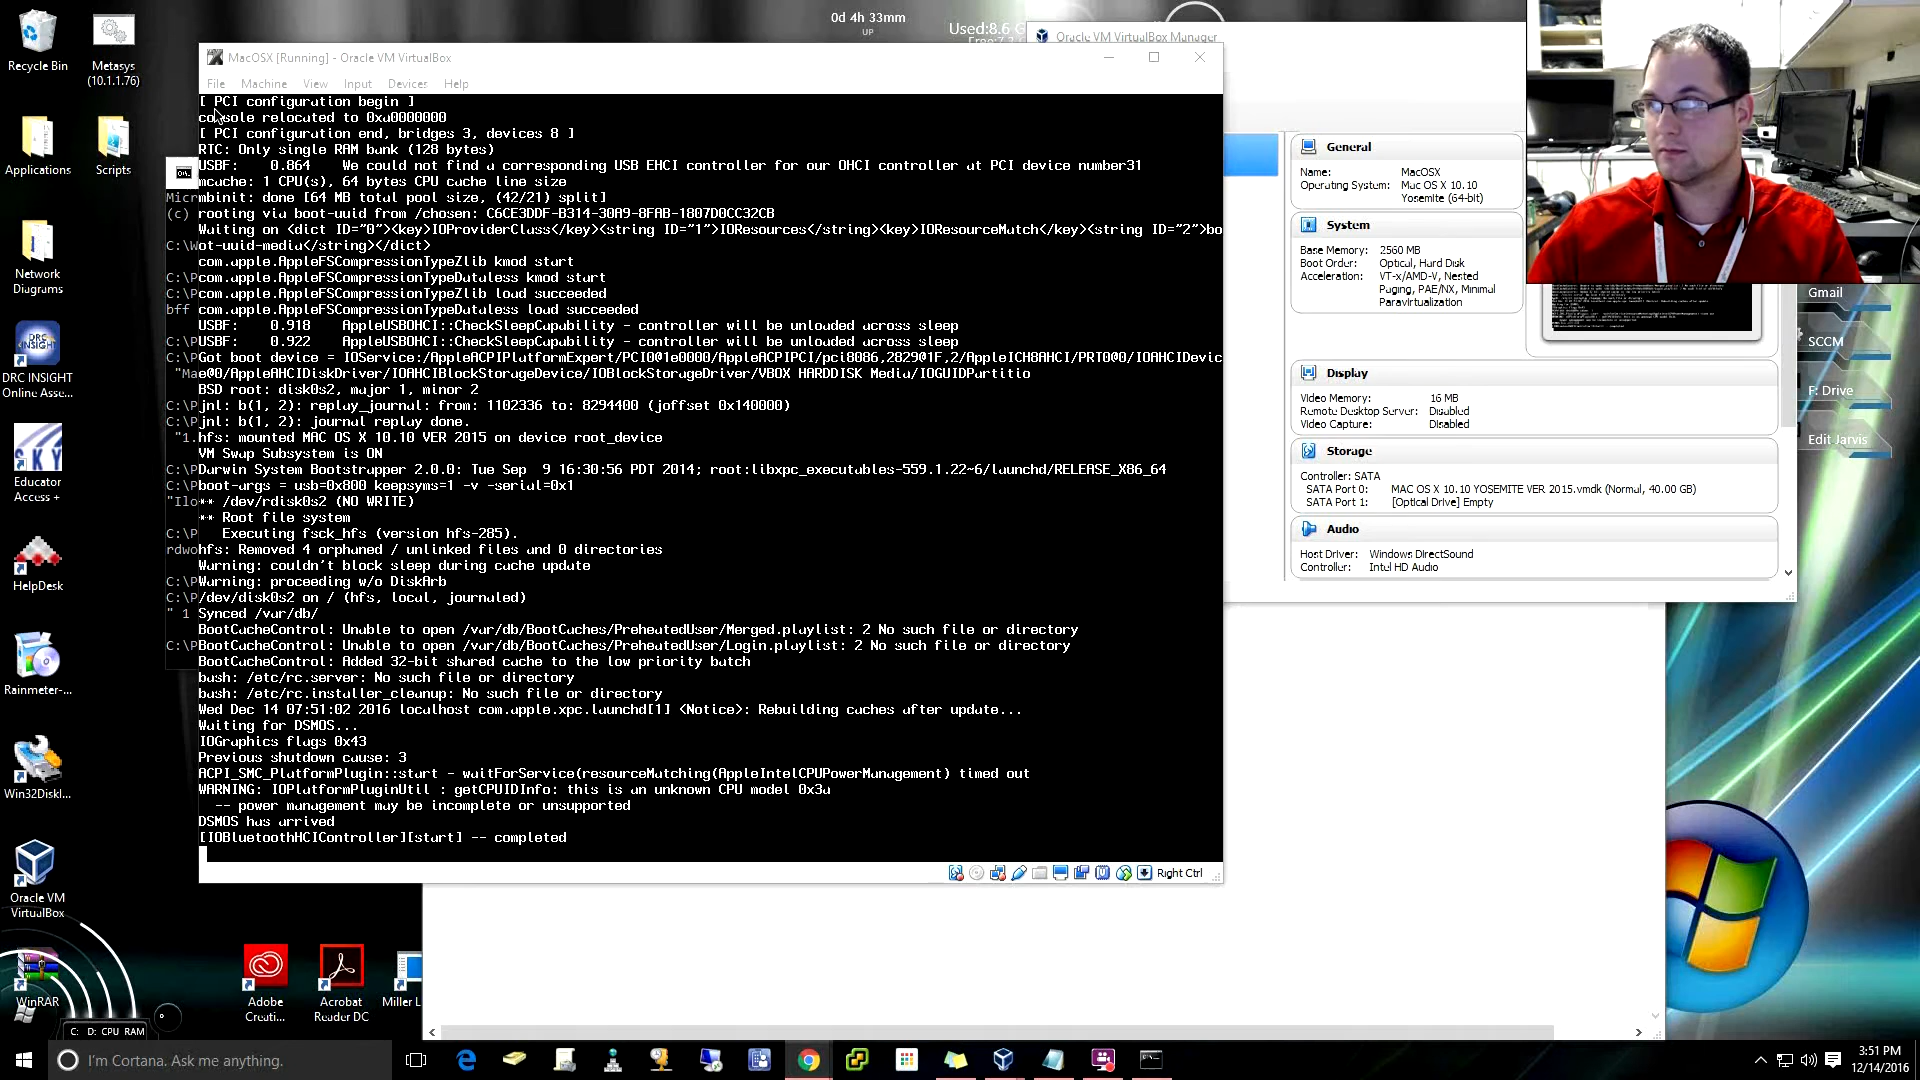 0d 4h 33mm
UP
Used:8.6 G
Oracle VM VirtualBox Manager
Recycle Bin
Metasys
(10.1.1.76)
Applications
Scripts
Network
Diagrams
DRC INSIGHT
Online Asse...
Educator
Access +
HelpDesk
Rainmeter-...
Win32DiskI...
Oracle VM
VirtualBox
WinRAR
C: D: CPU RAM
Adobe
Creati...
Acrobat
Reader DC
Miller L
MacOSX [Running] - Oracle VM VirtualBox
File Machine View Input Devices Help
[ PCI configuration begin ]
console relocated to 0xa0000000
[ PCI configuration end, bridges 3, devices 8 ]
RTC: Only single RAM bank (128 bytes)
USBF: 0.864 We could not find a corresponding USB EHCI controller for our OHCI controller at PCI device number31
mcache: 1 CPU(s), 64 bytes CPU cache line size
Micr mbinit: done [64 MB total pool size, (42/21) split]
(c) rooting via boot-uuid from /chosen: C6CE3DDF-B314-30A9-8FAB-1807D0CC32CB
Waiting on <dict ID="0"><key>IOProviderClass</key><string ID="1">IOResources</string><key>IOResourceMatch</key><string ID="2">bo
C:\W ot-uuid-media</string></dict>
com.apple.AppleFSCompressionTypeZlib kmod start
C:\P com.apple.AppleFSCompressionTypeDataless kmod start
C:\P com.apple.AppleFSCompressionTypeZlib load succeeded
bff com.apple.AppleFSCompressionTypeDataless load succeeded
USBF: 0.918 AppleUSBOHCI::CheckSleepCapability - controller will be unloaded across sleep
C:\P USBF: 0.922 AppleUSBOHCI::CheckSleepCapability - controller will be unloaded across sleep
C:\P Got boot device = IOService:/AppleACPIPlatformExpert/PCI0@1e0000/AppleACPIPCI/pci8086,2829@1F,2/AppleICH8AHCI/PRT0@0/IOAHCIDevic
"Ma e@0/AppleAHCIDiskDriver/IOAHCIBlockStorageDevice/IOBlockStorageDriver/VBOX HARDDISK Media/IOGUIDPartitio
BSD root: disk0s2, major 1, minor 2
C:\P jnl: b(1, 2): replay_journal: from: 1102336 to: 8294400 (joffset 0x140000)
C:\P jnl: b(1, 2): journal replay done.
"1. hfs: mounted MAC OS X 10.10 VER 2015 on device root_device
VM Swap Subsystem is ON
C:\P Darwin System Bootstrapper 2.0.0: Tue Sep 9 16:30:56 PDT 2014; root:libxpc_executables-559.1.22~6/launchd/RELEASE_X86_64
C:\P boot-args = usb=0x800 keepsyms=1 -v -serial=0x1
"Ilo ** /dev/rdisk0s2 (NO WRITE)
** Root file system
C:\P Executing fsck_hfs (version hfs-285).
rdwo hfs: Removed 4 orphaned / unlinked files and 0 directories
Warning: couldn't block sleep during cache update
C:\P Warning: proceeding w/o DiskArb
C:\P /dev/disk0s2 on / (hfs, local, journaled)
" 1 Synced /var/db/
BootCacheControl: Unable to open /var/db/BootCaches/PreheatedUser/Merged.playlist: 2 No such file or directory
C:\P BootCacheControl: Unable to open /var/db/BootCaches/PreheatedUser/Login.playlist: 2 No such file or directory
BootCacheControl: Added 32-bit shared cache to the low priority batch
bash: /etc/rc.server: No such file or directory
bash: /etc/rc.installer_cleanup: No such file or directory
Wed Dec 14 07:51:02 2016 localhost com.apple.xpc.launchd[1] <Notice>: Rebuilding caches after update...
Waiting for DSMOS...
IOGraphics flags 0x43
Previous shutdown cause: 3
ACPI_SMC_PlatformPlugin::start - waitForService(resourceMatching(AppleIntelCPUPowerManagement) timed out
WARNING: IOPlatformPluginUtil : getCPUIDInfo: this is an unknown CPU model 0x3a
-- power management may be incomplete or unsupported
DSMOS has arrived
[IOBluetoothHCIController][start] -- completed
Right Ctrl
General
Name: MacOSX
Operating System: Mac OS X 10.10
Yosemite (64-bit)
System
Base Memory: 2560 MB
Boot Order: Optical, Hard Disk
Acceleration: VT-x/AMD-V, Nested
Paging, PAE/NX, Minimal
Paravirtualization
Display
Video Memory: 16 MB
Remote Desktop Server: Disabled
Video Capture: Disabled
Storage
Controller: SATA
SATA Port 0: MAC OS X 10.10 YOSEMITE VER 2015.vmdk (Normal, 40.00 GB)
SATA Port 1: [Optical Drive] Empty
Audio
Host Driver: Windows DirectSound
Controller: Intel HD Audio
Gmail
SCCM
F: Drive
Edit Jarvis
I'm Cortana. Ask me anything.
3:51 PM
12/14/2016